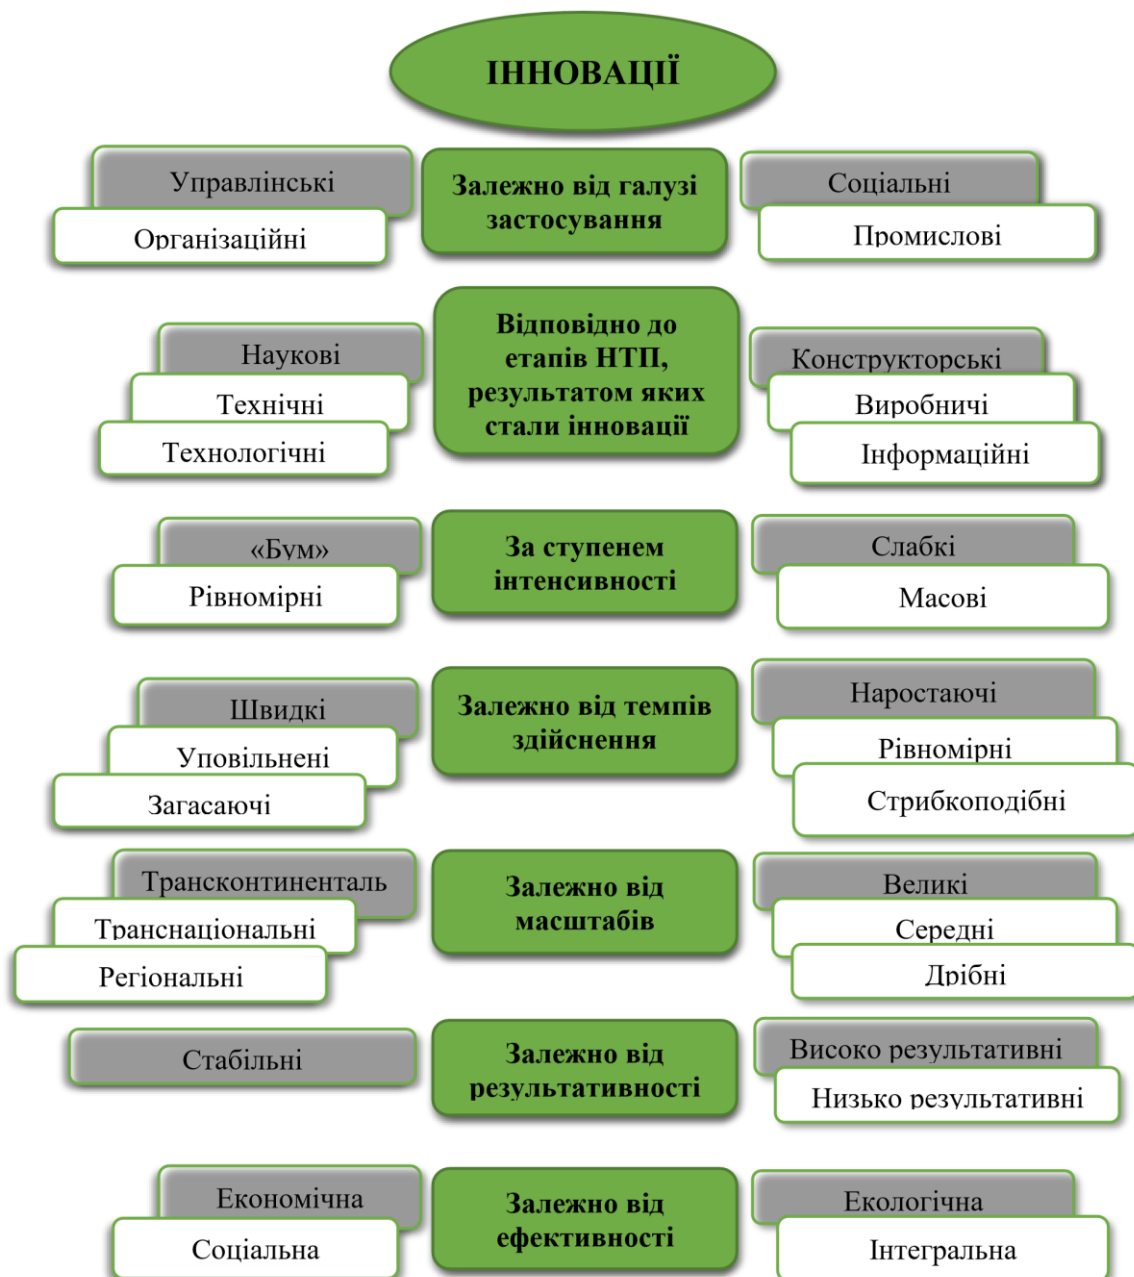 ІННОВАЦІЇ
Управлінські
Організаційні
Залежно від галузі
застосування
Соціальні
Промислові
Наукові
Технічні
Технологічні
Відповідно до
етапів НТП,
результатом яких
стали інновації
Конструкторські
Виробничі
Інформаційні
«Бум»
Рівномірні
За ступенем
інтенсивності
Слабкі
Масові
Швидкі
Уповільнені
Загасаючі
Залежно від темпів
здійснення
Наростаючі
Рівномірні
Стрибкоподібні
Трансконтиненталь
Транснаціональні
Регіональні
Залежно від
масштабів
Великі
Середні
Дрібні
Стабільні
Залежно від
результативності
Високо результативні
Низько результативні
Економічна
Соціальна
Залежно від
ефективності
Екологічна
Інтегральна